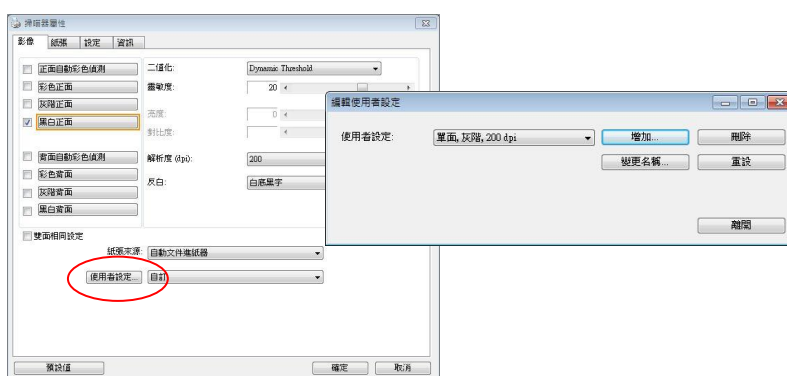 掃瞄器屬性
影像 紙張 設定 資訊
正面自動彩色偵測 二值化: Dynamic Threshold
彩色正面 靈敏度: 20
灰階正面 亮度: 0
黑白正面 對比度:
背面自動彩色偵測 解析度 (dpi): 200
彩色背面 反白: 白底黑字
灰階背面
黑白背面
雙面相同設定
紙張來源: 自動文件進紙器
使用者設定... 自訂
預設值 確定 取消
編輯使用者設定
使用者設定: 單面, 灰階, 200 dpi 增加... 刪除
變更名稱... 重設
離開